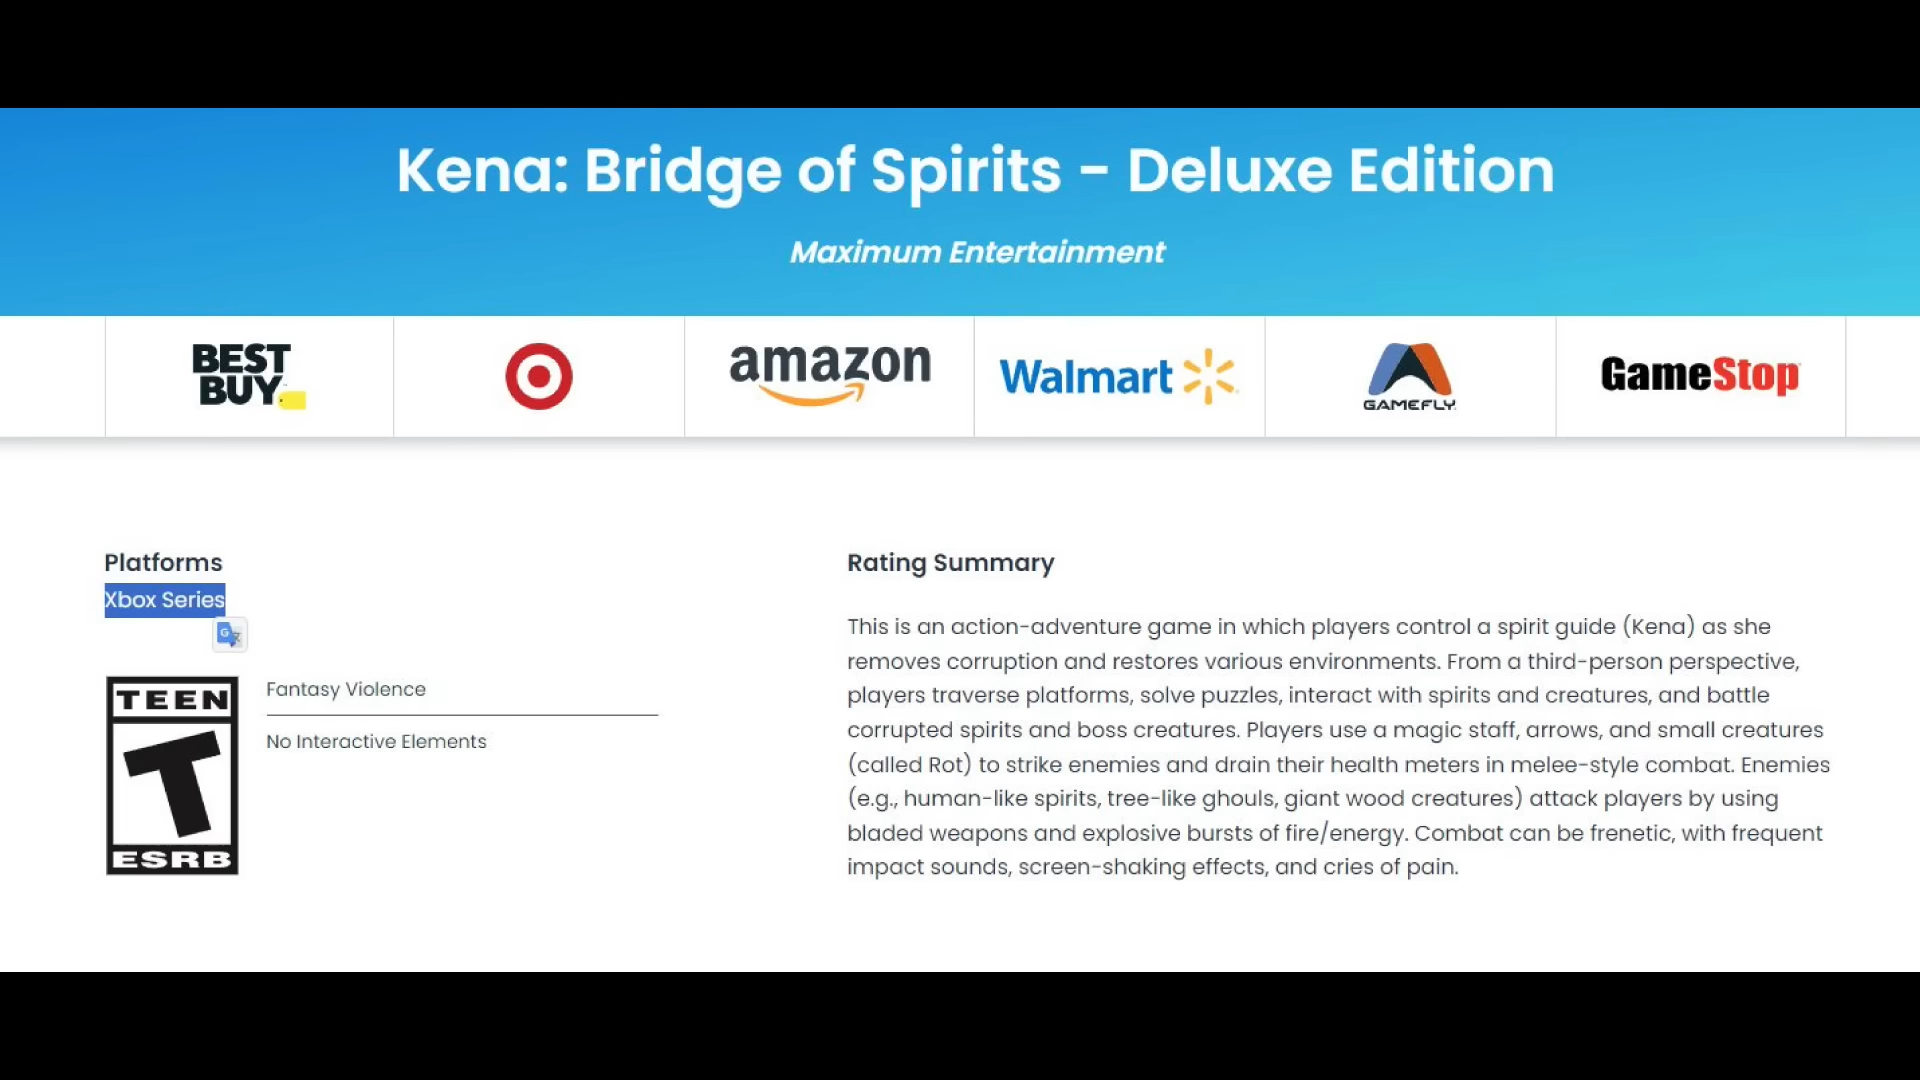 Kena: Bridge of Spirits - Deluxe Edition
Maximum Entertainment
BEST
BUY
amazon
Walmart
GAMEFLY
GameStop
Platforms
Xbox Series
G
TEEN
T
ESRB
Fantasy Violence
No Interactive Elements
Rating Summary
This is an action-adventure game in which players control a spirit guide (Kena) as she
removes corruption and restores various environments. From a third-person perspective,
players traverse platforms, solve puzzles, interact with spirits and creatures, and battle
corrupted spirits and boss creatures. Players use a magic staff, arrows, and small creatures
(called Rot) to strike enemies and drain their health meters in melee-style combat. Enemies
(e.g., human-like spirits, tree-like ghouls, giant wood creatures) attack players by using
bladed weapons and explosive bursts of fire/energy. Combat can be frenetic, with frequent
impact sounds, screen-shaking effects, and cries of pain.